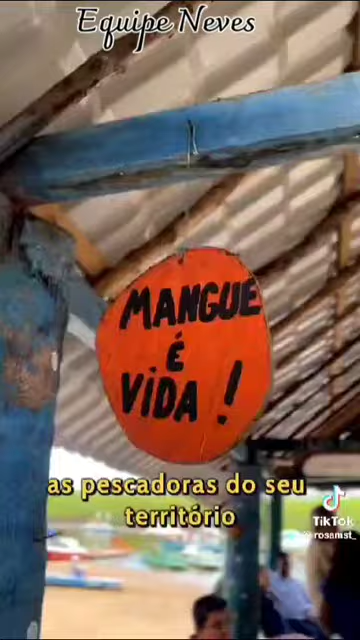 Equipe Neves
MANGUE
É
VIDA!
as pescadoras do seu
território
TikTok